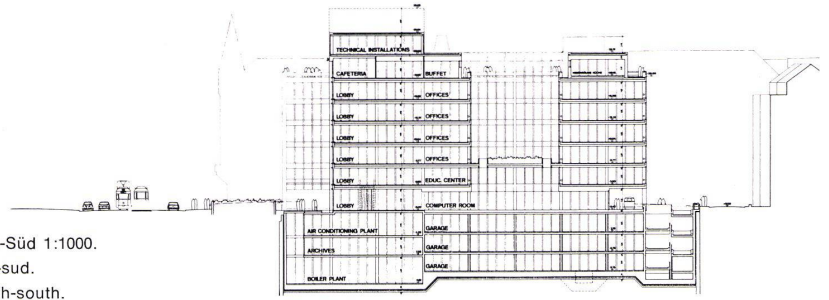 TECHNICAL INSTALLATIONS
CAFETERIA BUFFET
LOBBY OFFICES
LOBBY OFFICES
LOBBY OFFICES
LOBBY OFFICES
LOBBY EDUC. CENTER
LOBBY COMPUTER ROOM
AIR CONDITIONING PLANT GARAGE
ARCHIVES GARAGE
BOILER PLANT GARAGE
-Süd 1:1000.
-sud.
h-south.